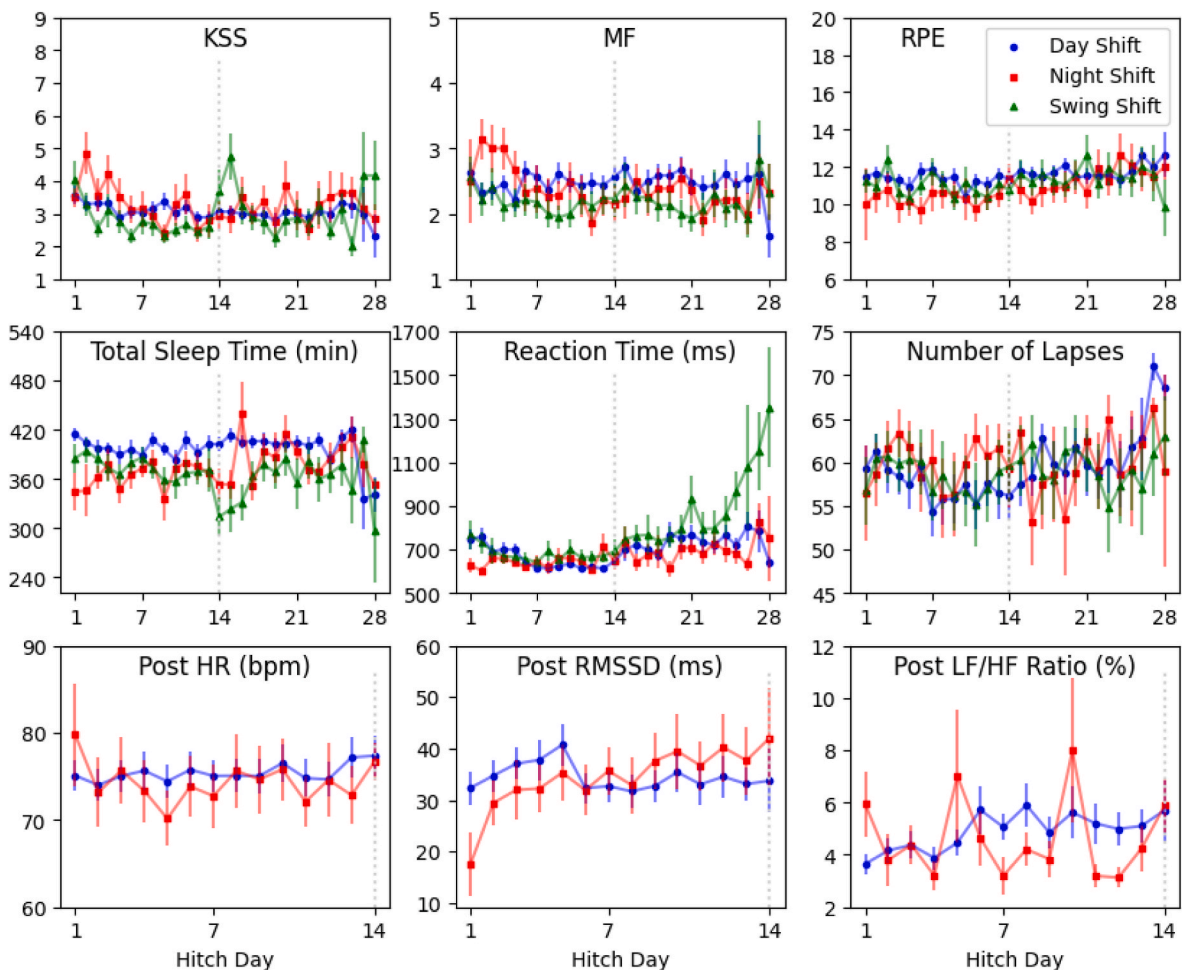 KSS
9
8
7
6
5
4
3
2
1
1 7 14 21 28
MF
5
4
3
2
1
1 7 14 21 28
RPE
Day Shift
Night Shift
Swing Shift
20
18
16
14
12
10
8
6
1 7 14 21 28
Total Sleep Time (min)
540
480
420
360
300
240
1 7 14 21 28
Reaction Time (ms)
1700
1500
1300
1100
900
700
500
1 7 14 21 28
Number of Lapses
75
70
65
60
55
50
45
1 7 14 21 28
Post HR (bpm)
90
80
70
60
1 7 14
Hitch Day
Post RMSSD (ms)
60
50
40
30
20
10
1 7 14
Hitch Day
Post LF/HF Ratio (%)
12
10
8
6
4
2
1 7 14
Hitch Day